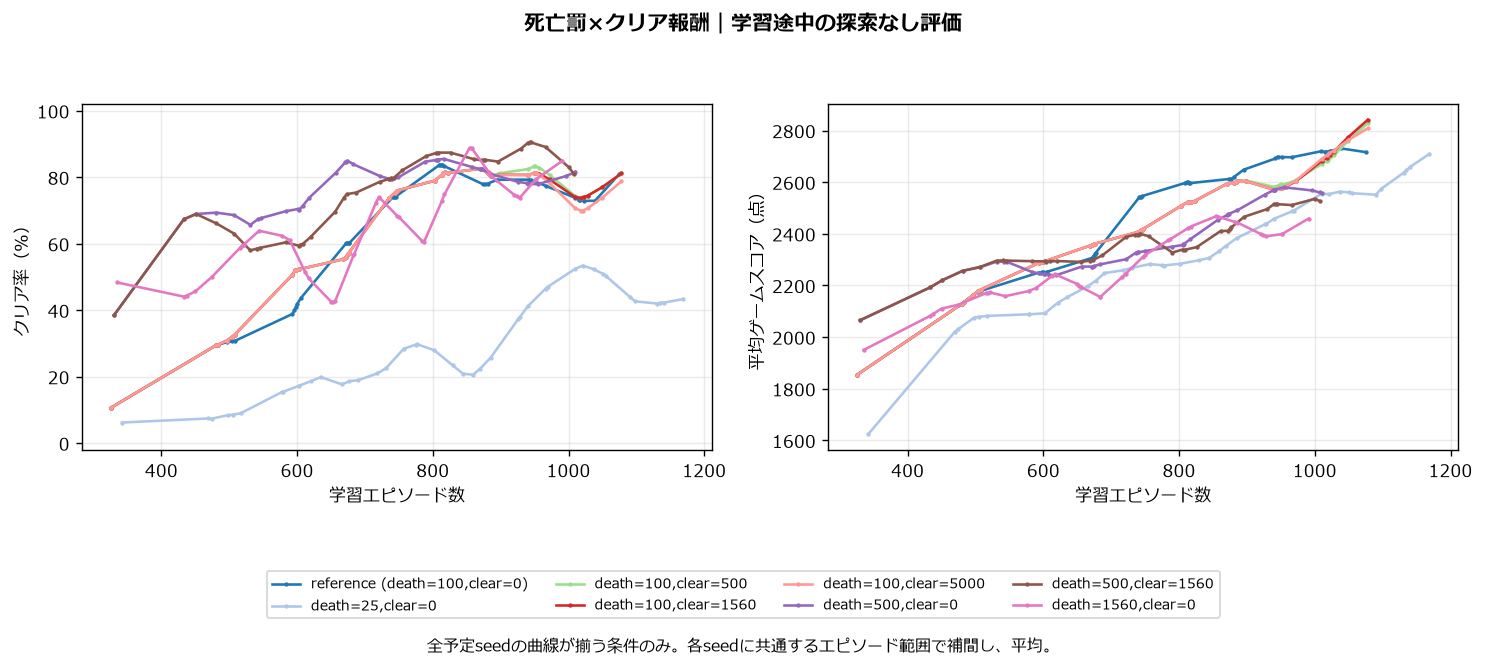 死亡罰×クリア報酬｜学習途中の探索なし評価
クリア率 (%)
100
80
60
40
20
0
400
600
800
1000
1200
学習エピソード数
平均ゲームスコア (点)
2800
2600
2400
2200
2000
1800
1600
400
600
800
1000
1200
学習エピソード数
reference (death=100,clear=0)
death=25,clear=0
death=100,clear=500
death=100,clear=1560
death=100,clear=5000
death=500,clear=0
death=500,clear=1560
death=1560,clear=0
全予定seedの曲線が揃う条件のみ。各seedに共通するエピソード範囲で補間し、平均。